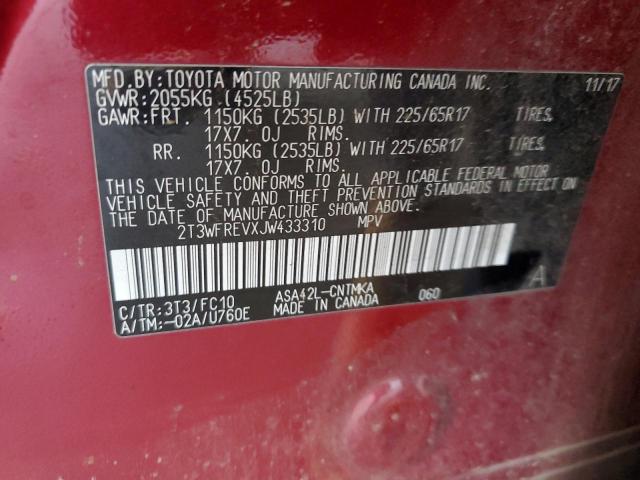 MFD.BY:TOYOTA MOTOR MANUFACTURING CANADA INC. 11/17
GVWR:2055KG (4525LB)
GAWR:FRT. 1150KG (2535LB) WITH 225/65R17 TIRES.
17X7. 0J RIMS.
RR. 1150KG (2535LB) WITH 225/65R17 TIRES.
17X7 0J RIMS.
THIS VEHICLE CONFORMS TO ALL APPLICABLE FEDERAL MOTOR
VEHICLE SAFETY AND THEFT PREVENTION STANDARDS IN EFFECT ON
THE DATE OF MANUFACTURE SHOWN ABOVE.
2T3WFREVXJW433310 MPV
A
C/TR:3T3/FC10 ASA42L-CNTMKA 060
A/TM:-02A/U760E MADE IN CANADA